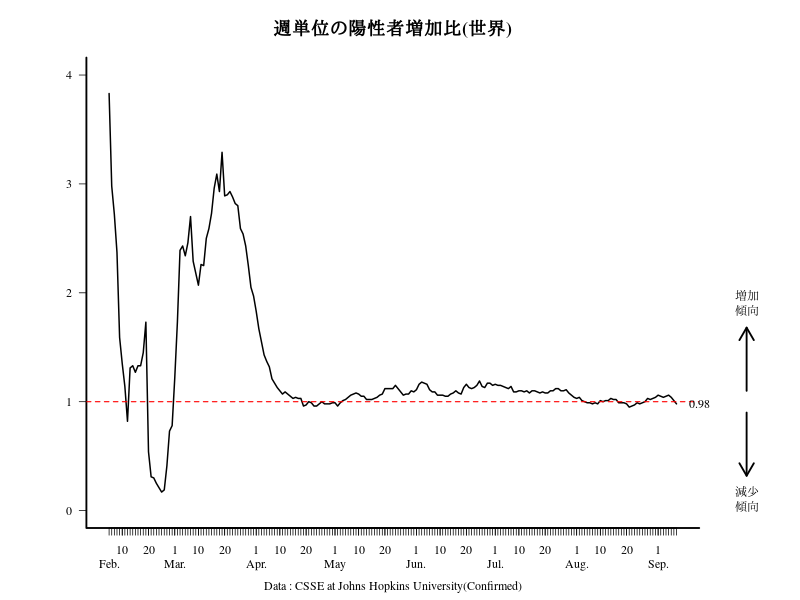 週単位の陽性者増加比(世界)
4
3
2
1
0
0.98
増加
傾向
減少
傾向
10 20 1 10 20 1 10 20 1 10 20 1 10 20 1 10 20 1 10 20 1
Feb. Mar. Apr. May Jun. Jul. Aug. Sep.
Data : CSSE at Johns Hopkins University(Confirmed)